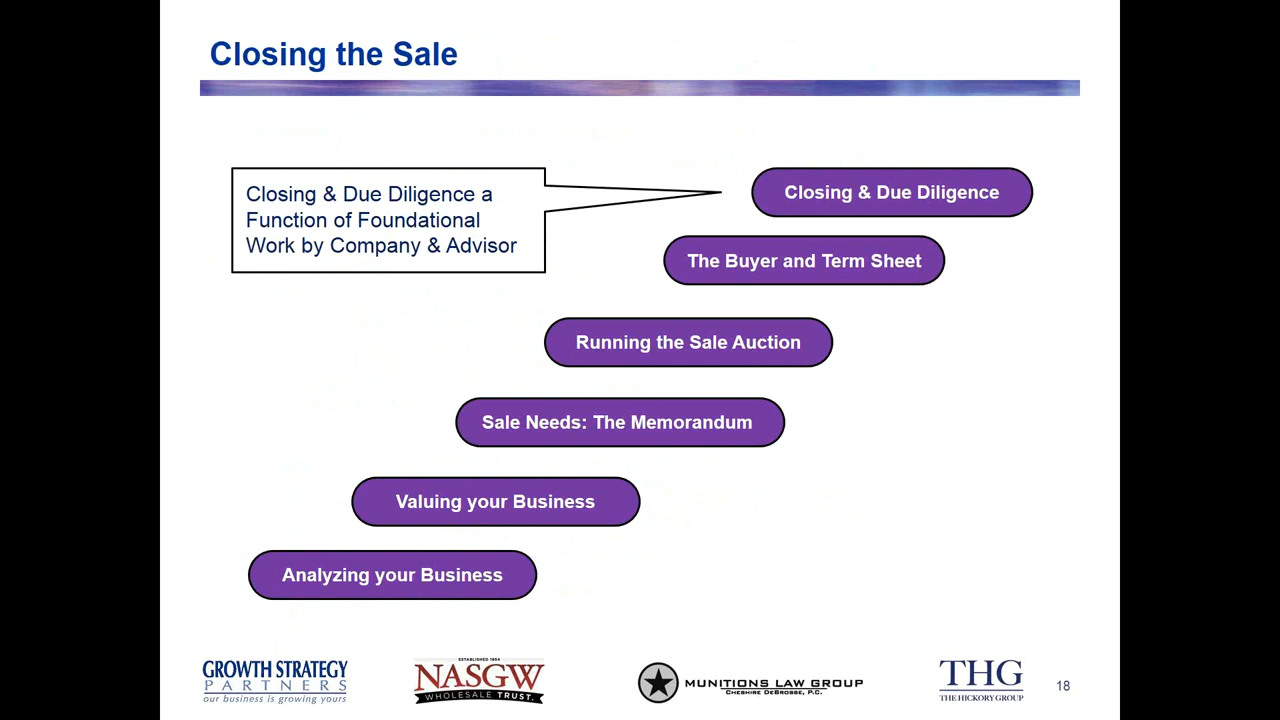 Closing the Sale
Closing & Due Diligence a
Function of Foundational
Work by Company & Advisor
Closing & Due Diligence
The Buyer and Term Sheet
Running the Sale Auction
Sale Needs: The Memorandum
Valuing your Business
Analyzing your Business
GROWTH STRATEGY
PARTNERS
our business is growing yours
ESTABLISHED 1954
NASGW
WHOLESALE TRUST.
MUNITIONS LAW GROUP
CHESHIRE DEBROSSE, P.C.
THG
THE HICKORY GROUP
18